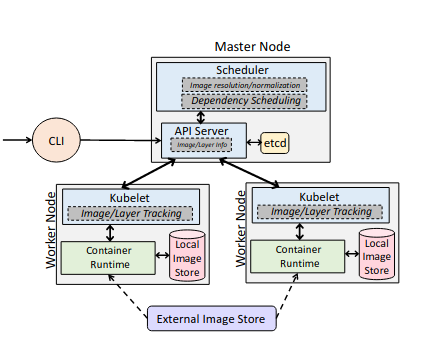 Master Node
Scheduler
Image resolution/normalization
Dependency Scheduling
API Server
Image/Layer Info
etcd
CLI
Worker Node
Kubelet
Image/Layer Tracking
Container
Runtime
Local
Image
Store
Worker Node
Kubelet
Image/Layer Tracking
Container
Runtime
Local
Image
Store
External Image Store